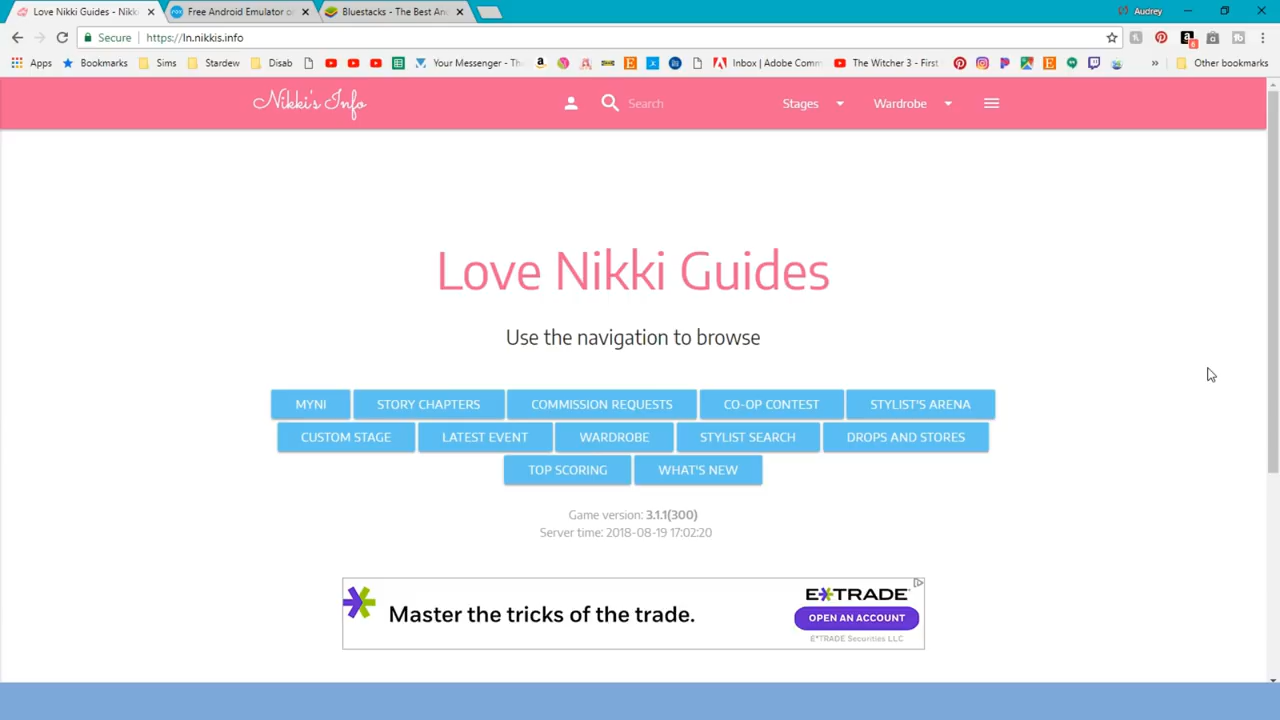 Love Nikki Guides - Nikk
Free Android Emulator o
Bluestacks - The Best And
Audrey
Secure
https://ln.nikkis.info
6
Apps
Bookmarks
Sims
Stardew
Disab
Your Messenger - The
Inbox | Adobe Comm
The Witcher 3 - First
»
Other bookmarks
Nikki's Info
Search
Stages
Wardrobe
Love Nikki Guides
Use the navigation to browse
MYNI
STORY CHAPTERS
COMMISSION REQUESTS
CO-OP CONTEST
STYLIST'S ARENA
CUSTOM STAGE
LATEST EVENT
WARDROBE
STYLIST SEARCH
DROPS AND STORES
TOP SCORING
WHAT'S NEW
Game version: 3.1.1(300)
Server time: 2018-08-19 17:02:20
Master the tricks of the trade.
E*TRADE
OPEN AN ACCOUNT
E*TRADE Securities LLC